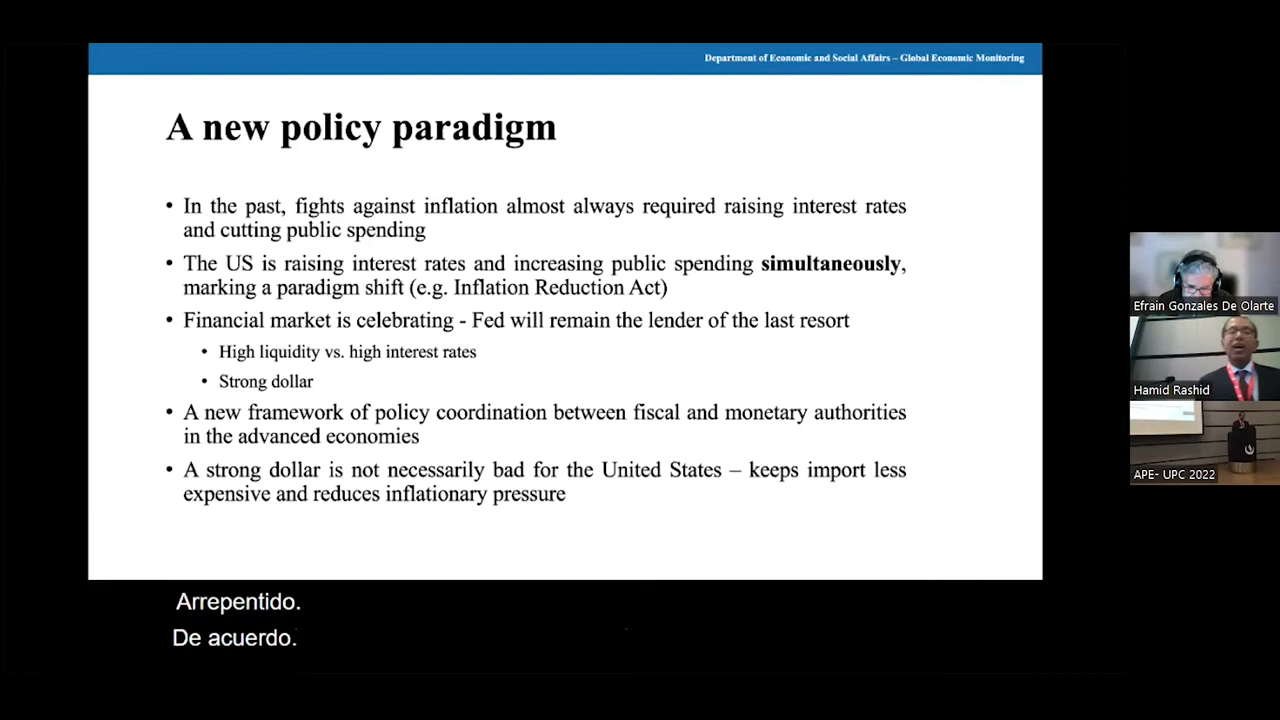 Department of Economic and Social Affairs – Global Economic Monitoring
A new policy paradigm
• In the past, fights against inflation almost always required raising interest rates
and cutting public spending
• The US is raising interest rates and increasing public spending simultaneously,
marking a paradigm shift (e.g. Inflation Reduction Act)
• Financial market is celebrating - Fed will remain the lender of the last resort
• High liquidity vs. high interest rates
• Strong dollar
• A new framework of policy coordination between fiscal and monetary authorities
in the advanced economies
• A strong dollar is not necessarily bad for the United States – keeps import less
expensive and reduces inflationary pressure
Efrain Gonzales De Olarte
Hamid Rashid
APE- UPC 2022
Arrepentido.
De acuerdo.